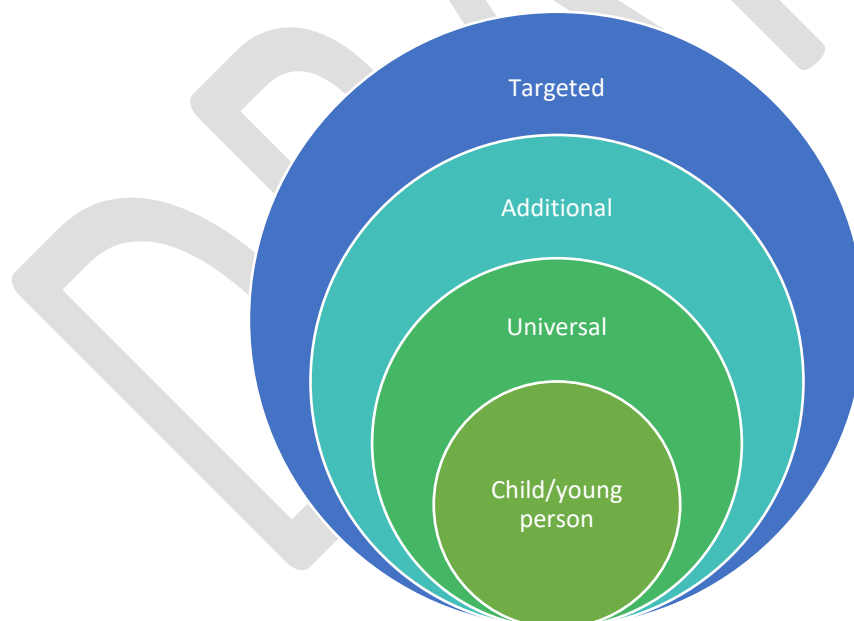 Targeted
Additional
Universal
Child/young
person